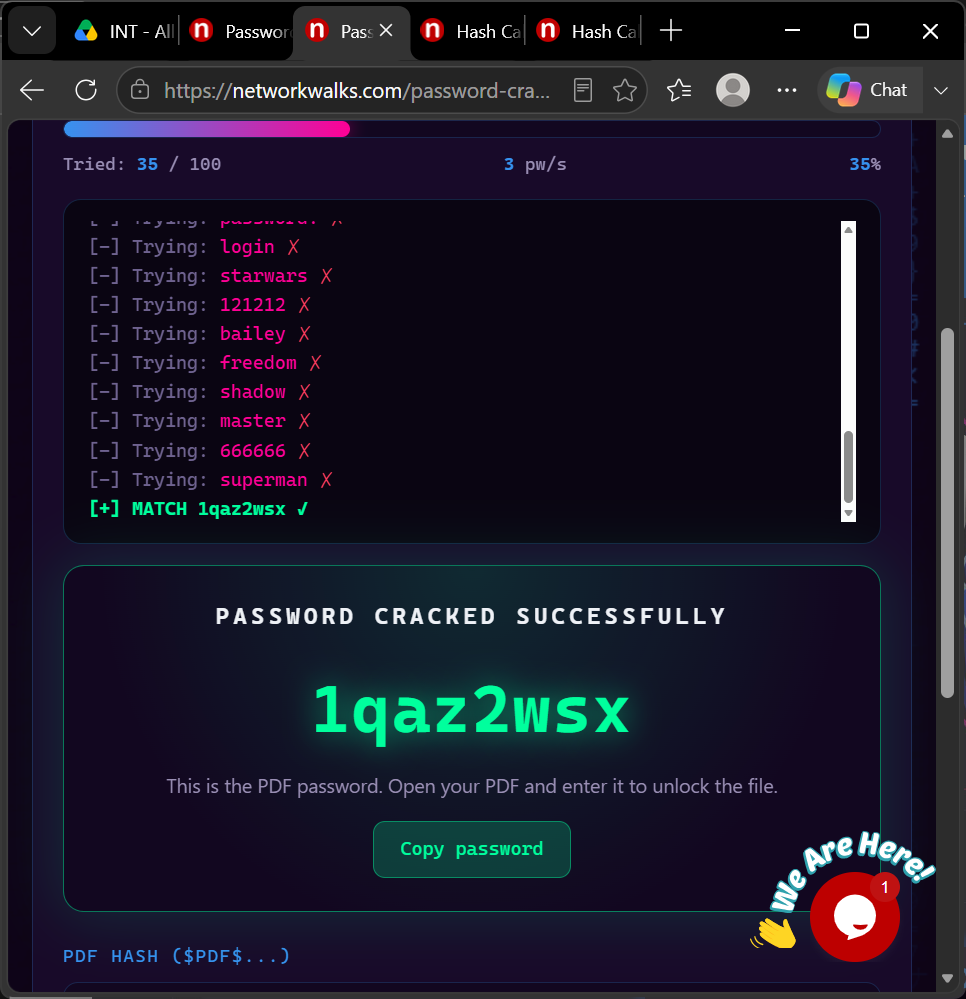 INT - All
Password
Pass
Hash Ca
Hash Ca
https://networkwalks.com/password-cra...
Chat
Tried: 35 / 100
3 pw/s
35%
[-] Trying: login ✗
[-] Trying: starwars ✗
[-] Trying: 121212 ✗
[-] Trying: bailey ✗
[-] Trying: freedom ✗
[-] Trying: shadow ✗
[-] Trying: master ✗
[-] Trying: 666666 ✗
[-] Trying: superman ✗
[+] MATCH 1qaz2wsx ✓
PASSWORD CRACKED SUCCESSFULLY
1qaz2wsx
This is the PDF password. Open your PDF and enter it to unlock the file.
Copy password
We Are Here!
1
PDF HASH ($PDF$...)